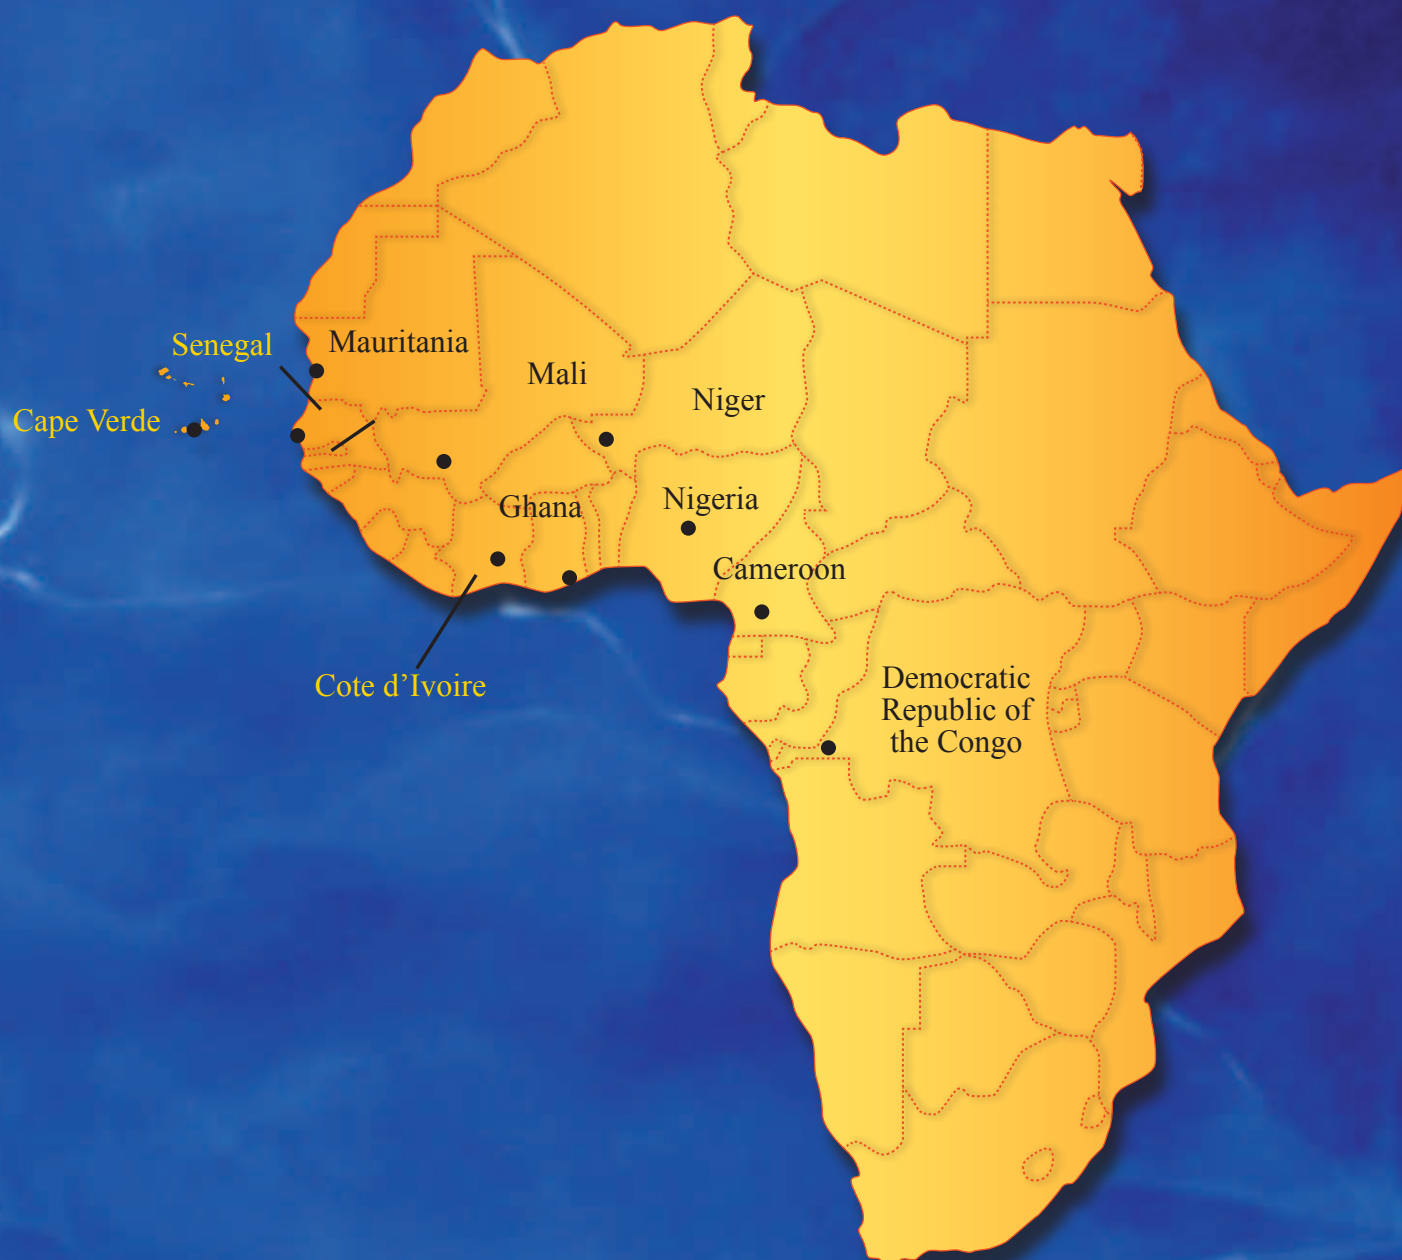 Senegal
Mauritania
Mali
Niger
Cape Verde
Ghana
Nigeria
Cameroon
Cote d’Ivoire
Democratic
Republic of
the Congo